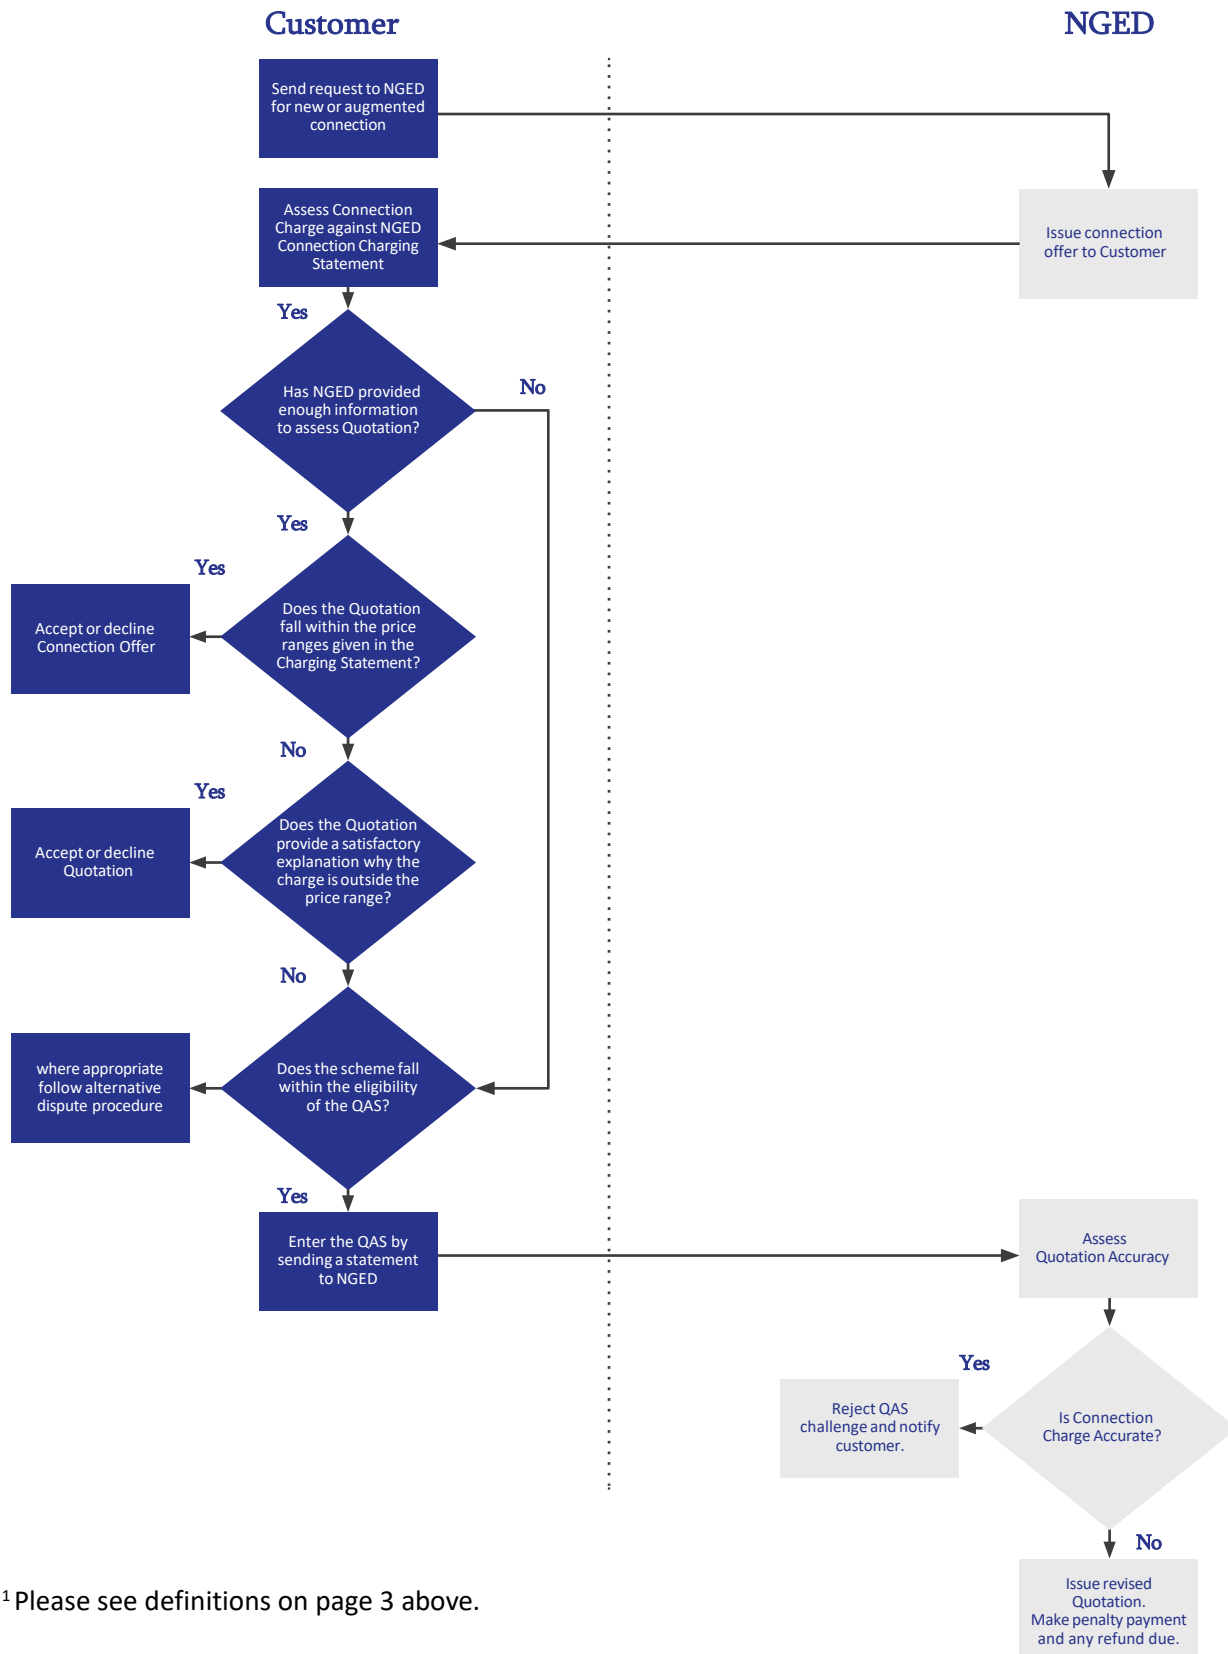 Customer
NGED
Send request to NGED
for new or augmented
connection
Assess Connection
Charge against NGED
Connection Charging
Statement
Issue connection
offer to Customer
Yes
Has NGED provided
enough information
to assess Quotation?
No
Yes
Yes
Does the Quotation
fall within the price
ranges given in the
Charging Statement?
Accept or decline
Connection Offer
No
Yes
Does the Quotation
provide a satisfactory
explanation why the
charge is outside the
price range?
Accept or decline
Quotation
No
Does the scheme fall
within the eligibility
of the QAS?
where appropriate
follow alternative
dispute procedure
Yes
Enter the QAS by
sending a statement
to NGED
Assess
Quotation Accuracy
Yes
Is Connection
Charge Accurate?
Reject QAS
challenge and notify
customer.
No
Issue revised
Quotation.
Make penalty payment
and any refund due.
1 Please see definitions on page 3 above.